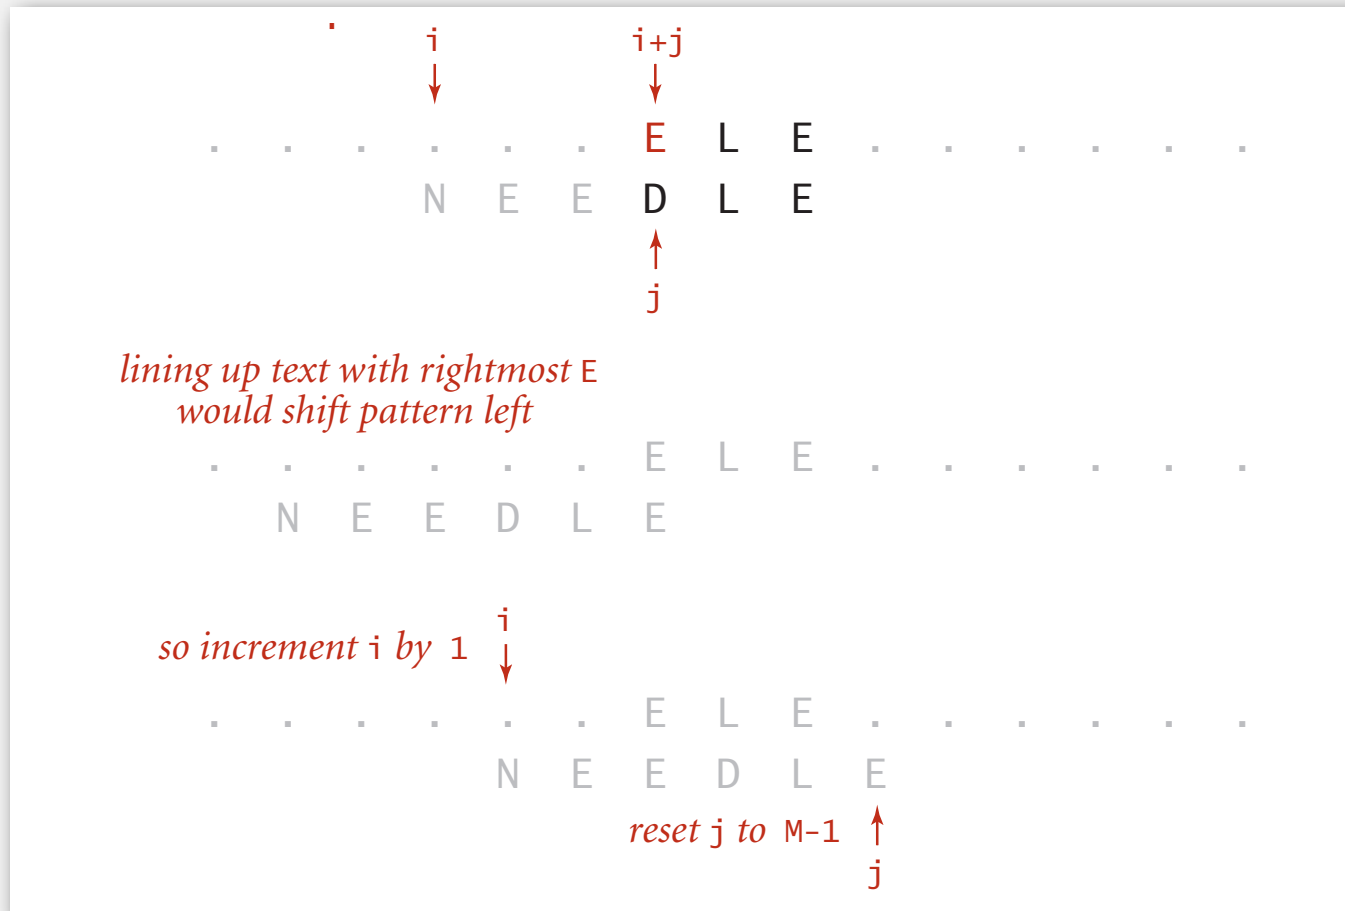 i i+j
. . . . . . E L E . . . . . .
N E E D L E
j
lining up text with rightmost E
would shift pattern left
. . . . . . E L E . . . . . .
N E E D L E
i
so increment i by 1
. . . . . . E L E . . . . . .
N E E D L E
reset j to M-1
j